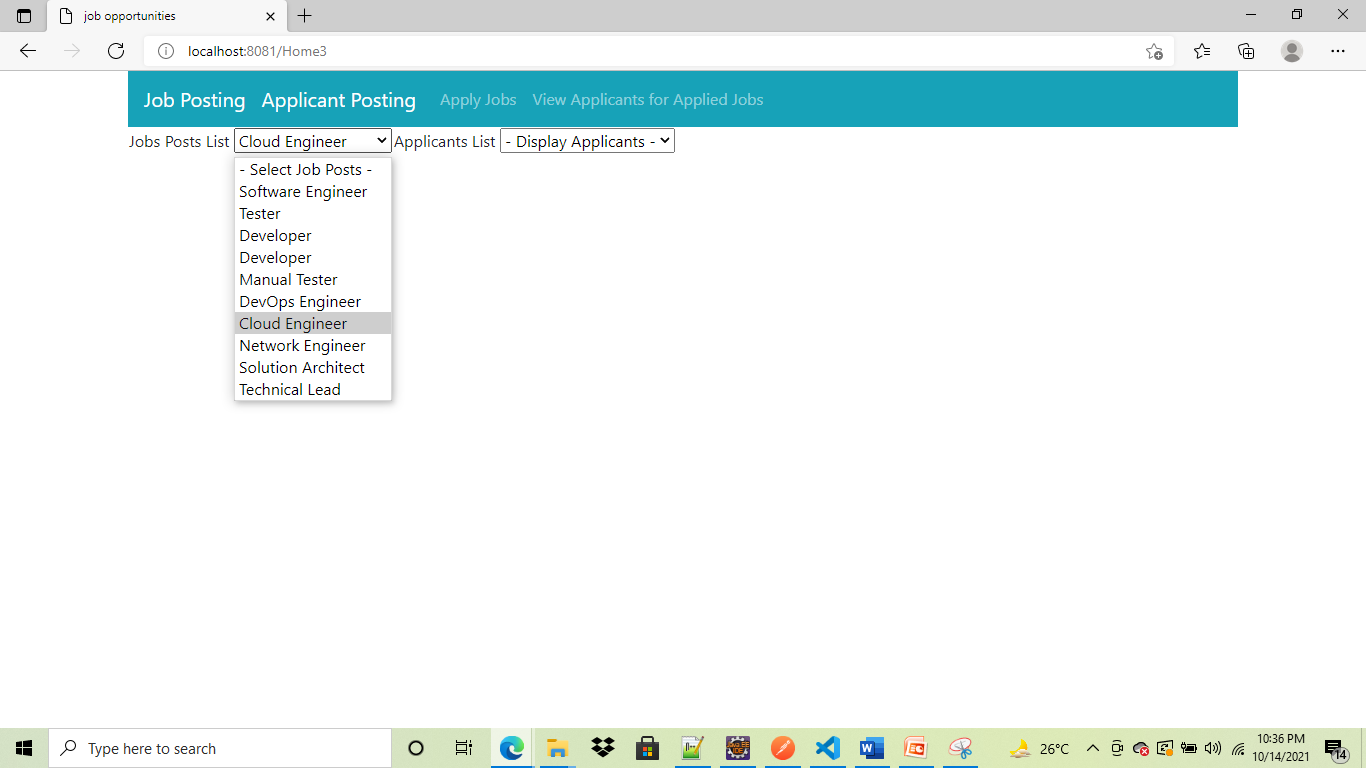 job opportunities
localhost:8081/Home3
Job Posting Applicant Posting Apply Jobs View Applicants for Applied Jobs
Jobs Posts List Cloud Engineer Applicants List - Display Applicants -
- Select Job Posts -
Software Engineer
Tester
Developer
Developer
Manual Tester
DevOps Engineer
Cloud Engineer
Network Engineer
Solution Architect
Technical Lead
Type here to search
26°C
10:36 PM
10/14/2021
14